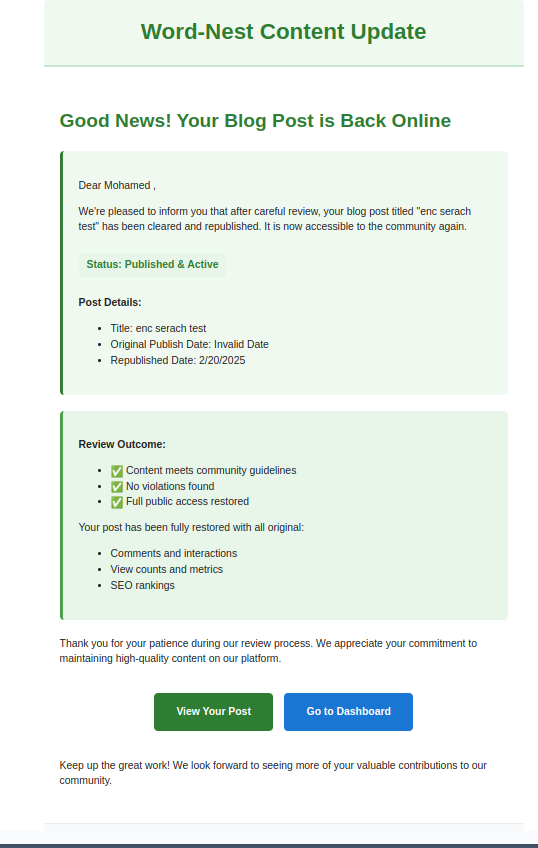 Word-Nest Content Update
Good News! Your Blog Post is Back Online
Dear Mohamed ,
We're pleased to inform you that after careful review, your blog post titled "enc serach
test" has been cleared and republished. It is now accessible to the community again.
Status: Published & Active
Post Details:
• Title: enc serach test
• Original Publish Date: Invalid Date
• Republished Date: 2/20/2025
Review Outcome:
• ✅ Content meets community guidelines
• ✅ No violations found
• ✅ Full public access restored
Your post has been fully restored with all original:
• Comments and interactions
• View counts and metrics
• SEO rankings
Thank you for your patience during our review process. We appreciate your commitment to
maintaining high-quality content on our platform.
View Your Post
Go to Dashboard
Keep up the great work! We look forward to seeing more of your valuable contributions to our
community.